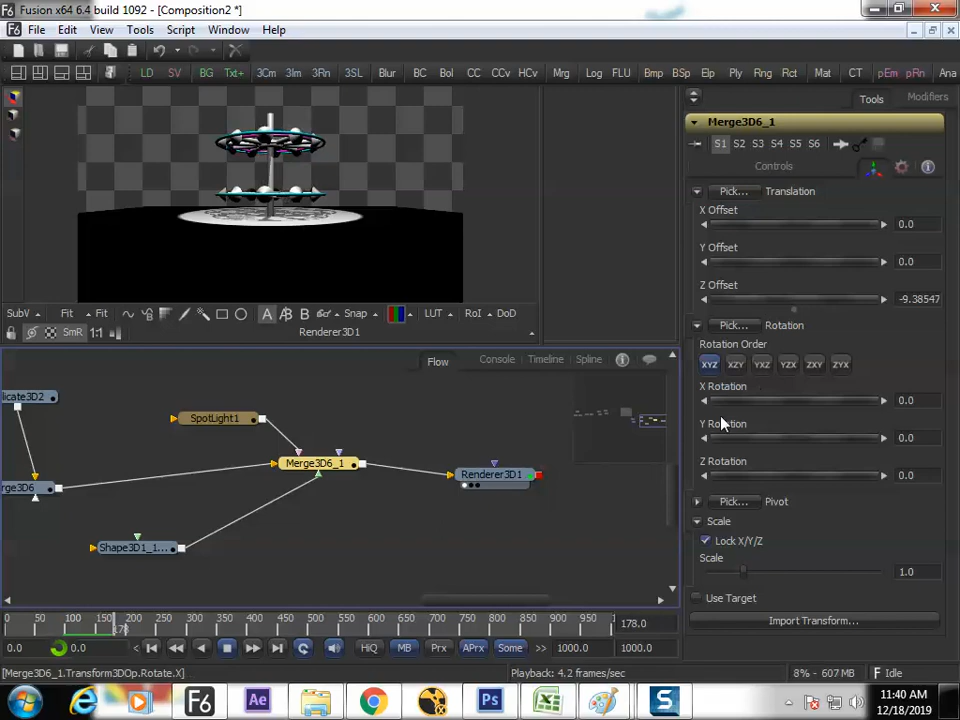 Fusion x64 6.4 build 1092 - [Composition2 *]
File Edit View Tools Script Window Help
LD SV BG Txt+ 3Cm 3Im 3Rn 3SL Blur BC Bol CC CCv HCv Mrg Log FLU Bmp BSp Elp Ply Rng Rct Mat CT pEm pRn Ana
Tools Modifiers
Merge3D6_1
S1 S2 S3 S4 S5 S6
Controls
Pick... Translation
X Offset
0.0
Y Offset
0.0
Z Offset
-9.38547
Pick... Rotation
Rotation Order
XYZ XZY YXZ YZX ZXY ZYX
X Rotation
0.0
Y Rotation
0.0
Z Rotation
0.0
Pick... Pivot
Scale
Lock X/Y/Z
Scale
1.0
Use Target
Import Transform...
SubV Fit Fit A B Snap LUT RoI DoD
SmR 1:1 Renderer3D1
Flow Console Timeline Spline
licate3D2
SpotLight1
Merge3D6_1
Renderer3D1
erge3D6
Shape3D1_1...
0 50 100 150 200 250 300 350 400 450 500 550 600 650 700 750 800 850 900 950
178 178.0
0.0 0.0 HiQ MB Prx APrx Some >> 1000.0 1000.0
[Merge3D6_1.Transform3DOp.Rotate.X] Playback: 4.2 frames/sec 8% - 673 MB Idle
F6 Ae Ps S
11:40 AM
12/18/2019